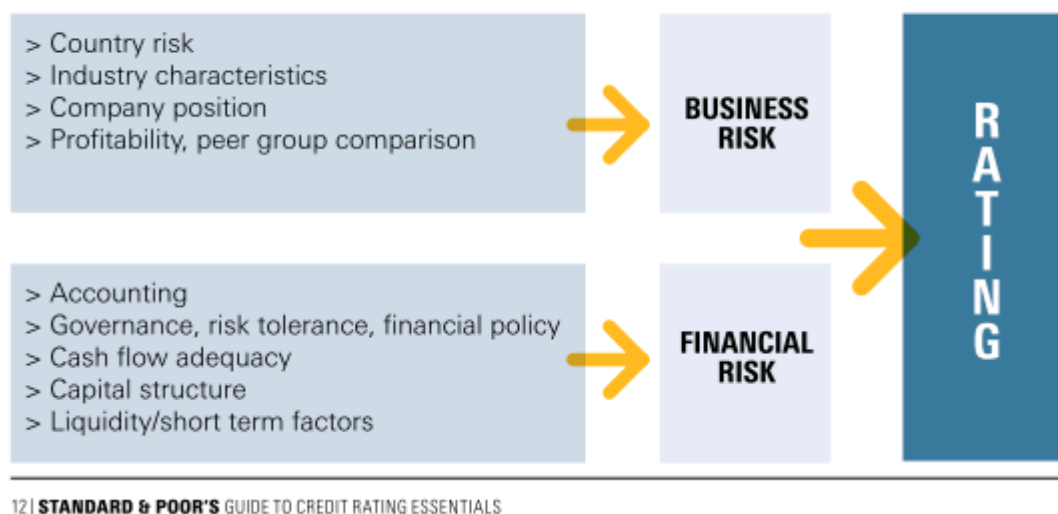 > Country risk
> Industry characteristics
> Company position
> Profitability, peer group comparison
BUSINESS
RISK
> Accounting
> Governance, risk tolerance, financial policy
> Cash flow adequacy
> Capital structure
> Liquidity/short term factors
FINANCIAL
RISK
RATING
12| STANDARD & POOR'S GUIDE TO CREDIT RATING ESSENTIALS